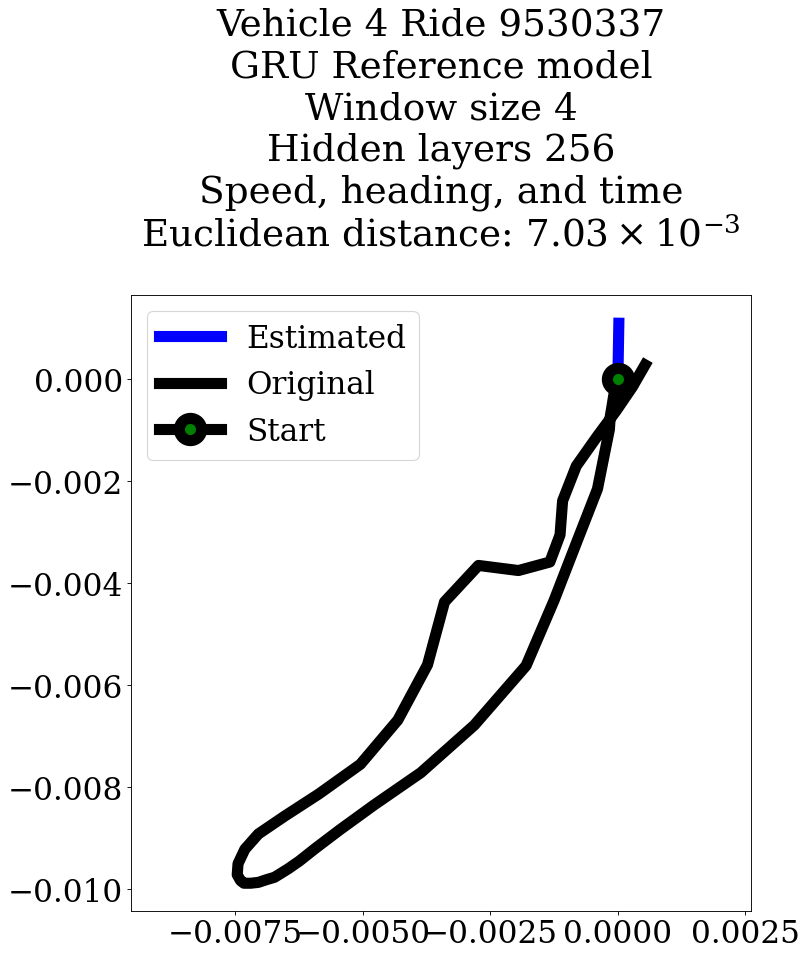 Vehicle 4 Ride 9530337
GRU Reference model
Window size 4
Hidden layers 256
Speed, heading, and time
Euclidean distance: 7.03 × 10⁻³
Estimated
Original
Start
0.000
−0.002
−0.004
−0.006
−0.008
−0.010
−0.0075 −0.0050 −0.0025 0.0000 0.0025